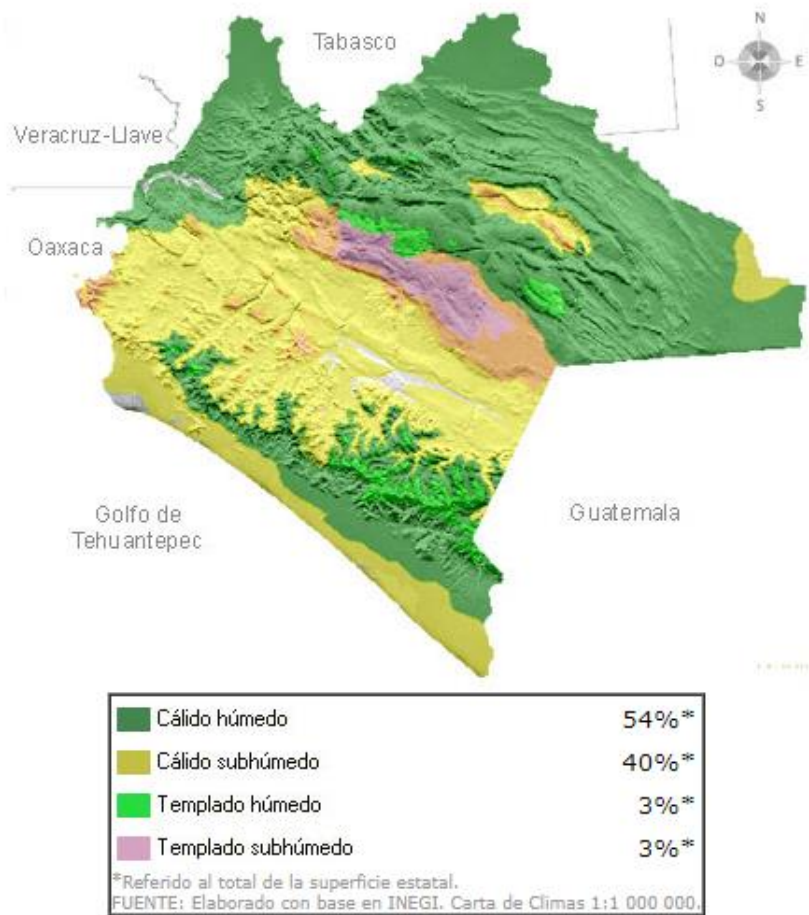 Tabasco
N
O
E
S
Veracruz-Llave
Oaxaca
Golfo de
Tehuantepec
Guatemala
Cálido húmedo 54%*
Cálido subhúmedo 40%*
Templado húmedo 3%*
Templado subhúmedo 3%*
*Referido al total de la superficie estatal.
FUENTE: Elaborado con base en INEGI. Carta de Climas 1:1 000 000.